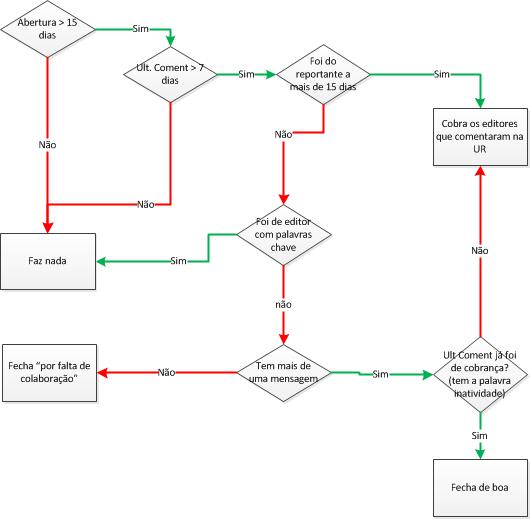 Abertura > 15
dias
Sim
Ult. Coment > 7
dias
Sim
Foi do
reportante a
mais de 15 dias
Sim
Cobra os editores
que comentaram na
UR
Não
Não
Não
Foi de editor
com palavras
chave
Sim
Faz nada
Não
não
Tem mais de
uma mensagem
Não
Fecha "por falta de
colaboração"
Sim
Ult Coment já foi
de cobrança?
(tem a palavra
inatividade)
Sim
Fecha de boa